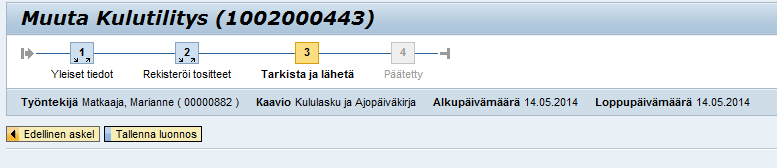 Muuta Kulutilitys (1002000443)
1 2 3 4
Yleiset tiedot Rekisteröi tositteet Tarkista ja lähetä Päätetty
Työntekijä Matkaaja, Marianne ( 00000882 ) Kaavio Kululasku ja Ajopäiväkirja Alkupäivämäärä 14.05.2014 Loppupäivämäärä 14.05.2014
Edellinen askel Tallenna luonnos